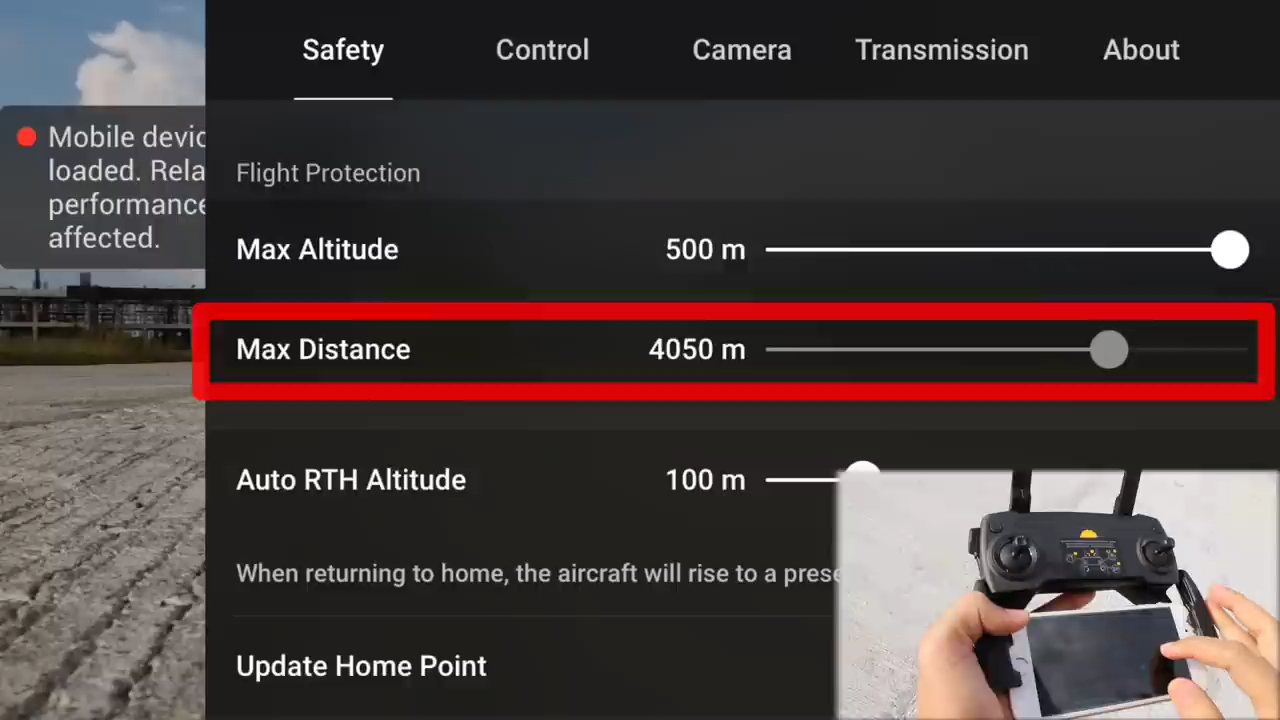 Safety Control Camera Transmission About
Mobile devic
loaded. Rela
performance
affected.
Flight Protection
Max Altitude 500 m
Max Distance 4050 m
Auto RTH Altitude 100 m
When returning to home, the aircraft will rise to a prese
Update Home Point